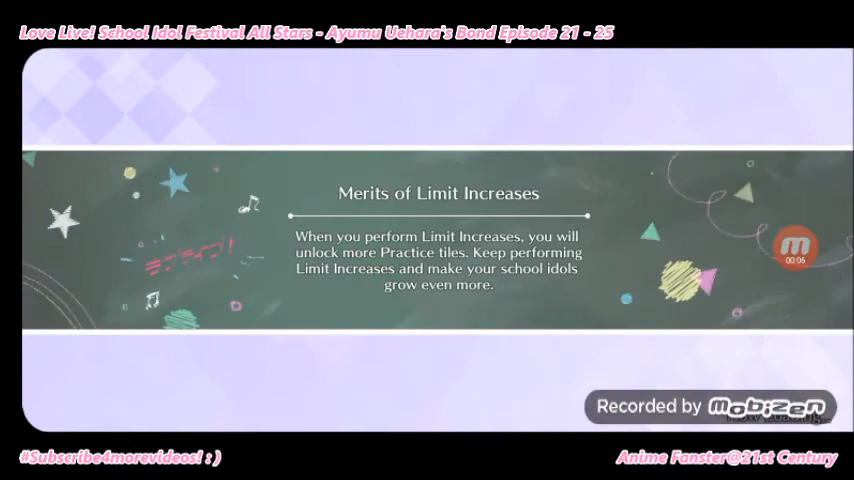 Love Live! School Idol Festival All Stars - Ayumu Uehara's Bond Episode 21 - 25
Merits of Limit Increases
When you perform Limit Increases, you will
unlock more Practice tiles. Keep performing
Limit Increases and make your school idols
grow even more.
00:06
Recorded by mobizen
#Subscribe4morevideos! : )
Anime Fanster@21st Century